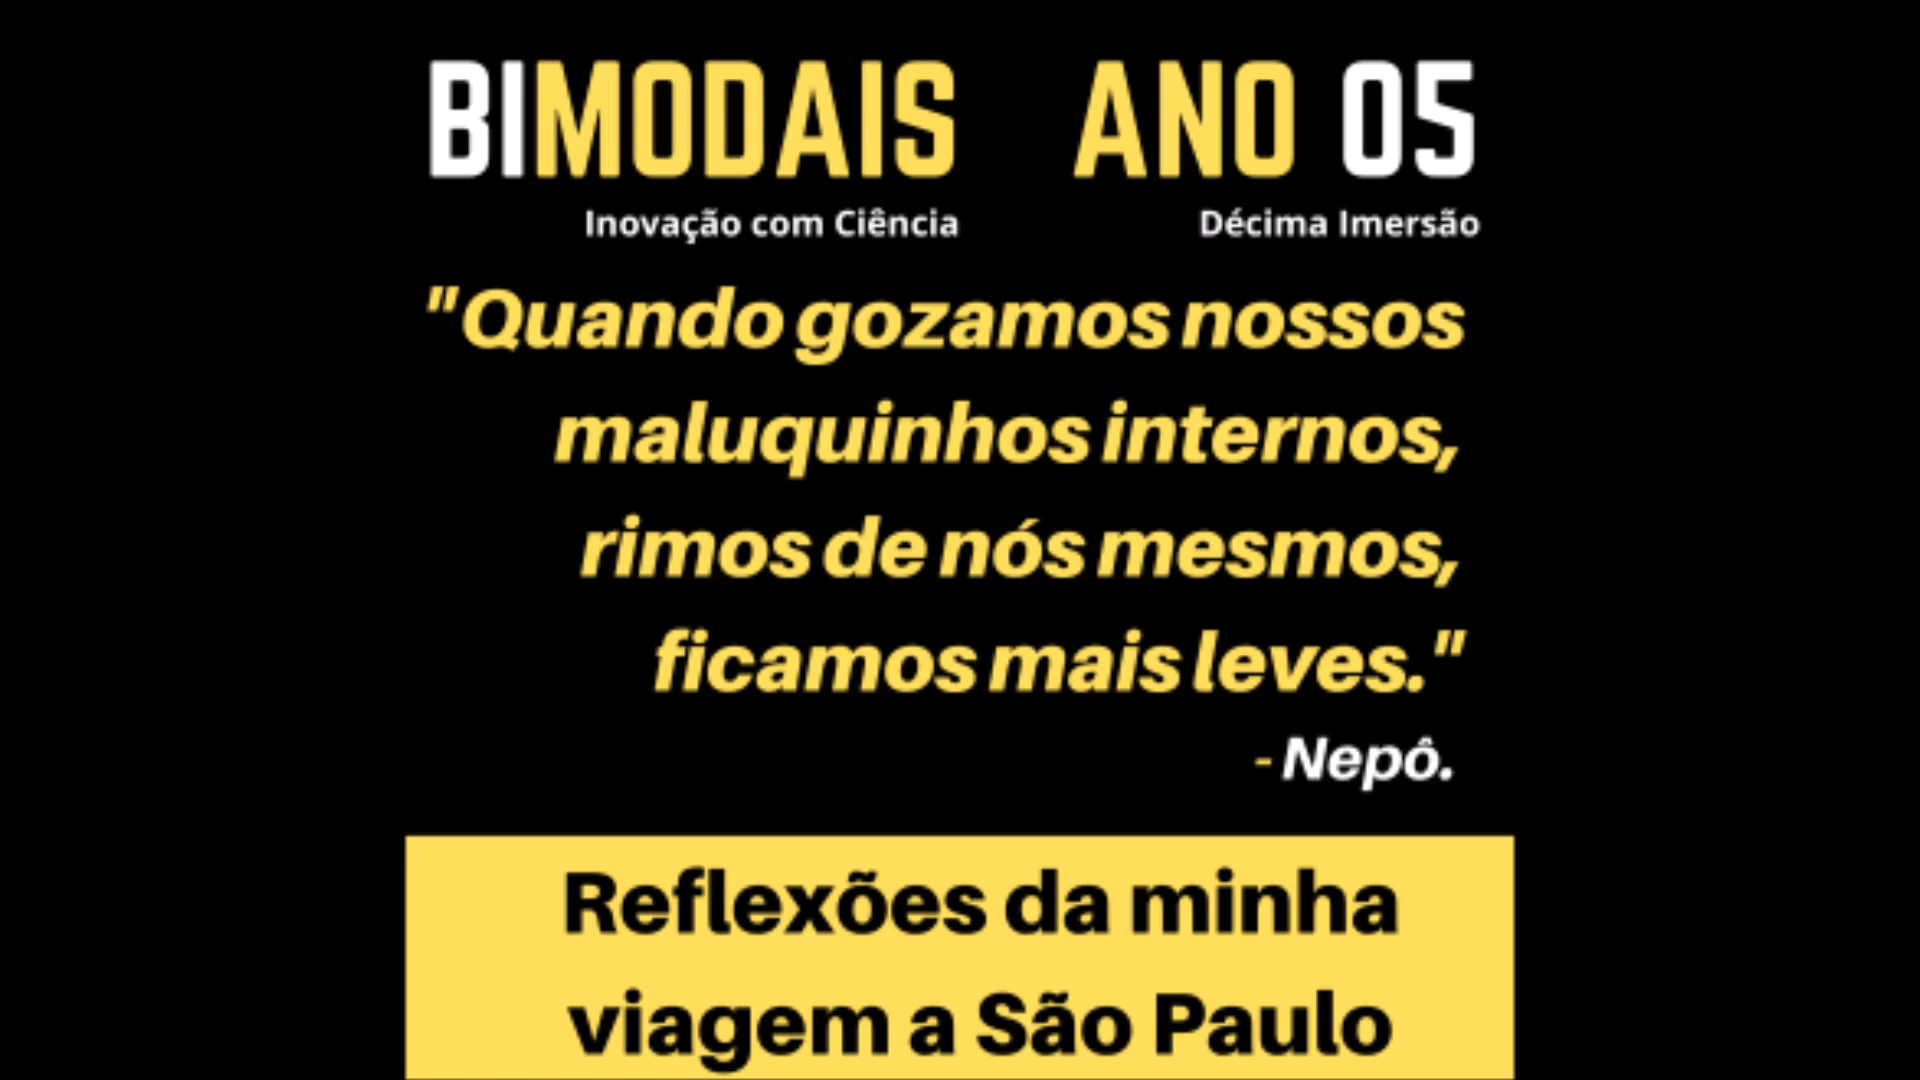 BIMODAIS ANO 05
Inovação com Ciência Décima Imersão
"Quando gozamos nossos
maluquinhos internos,
rimos de nós mesmos,
ficamos mais leves."
- Nepô.
Reflexões da minha
viagem a São Paulo